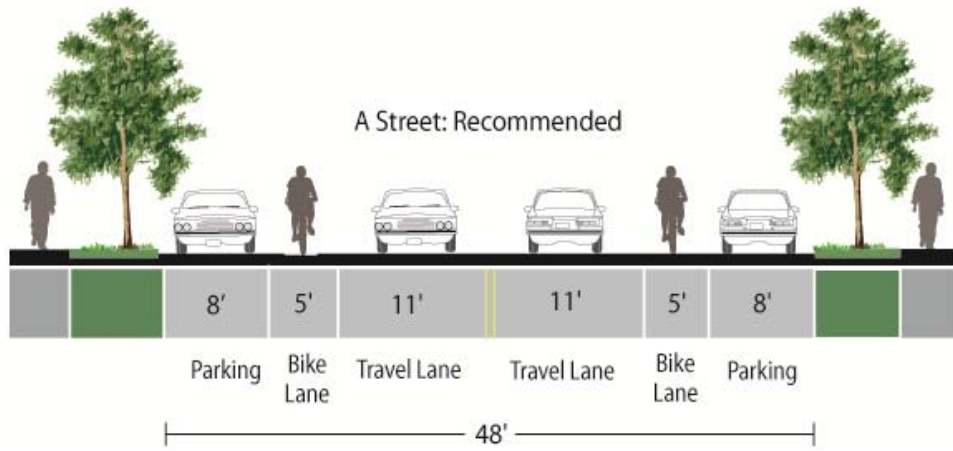 A Street: Recommended
8' 5' 11' 11' 5' 8'
Parking Bike Lane Travel Lane Travel Lane Bike Lane Parking
48'